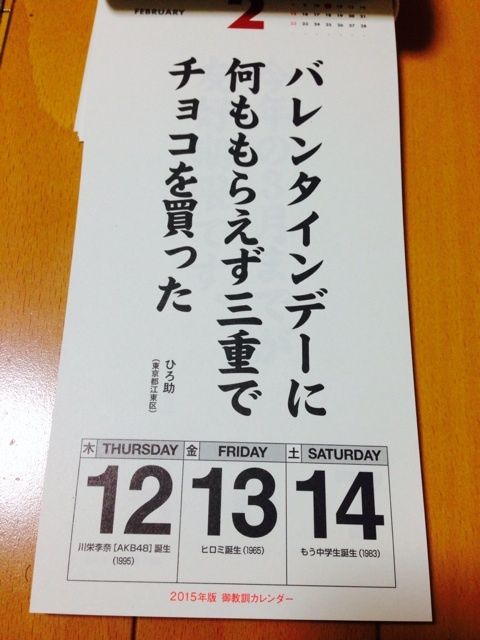 FEBRUARY
2
バレンタインデーに
何ももらえず三重で
チョコを買った
ひろ助
(東京都江東区)
木 THURSDAY
12
川栄李奈[AKB48]誕生
(1995)
金 FRIDAY
13
ヒロミ誕生(1965)
土 SATURDAY
14
もう中学生誕生(1983)
2015年版 御教訓カレンダー